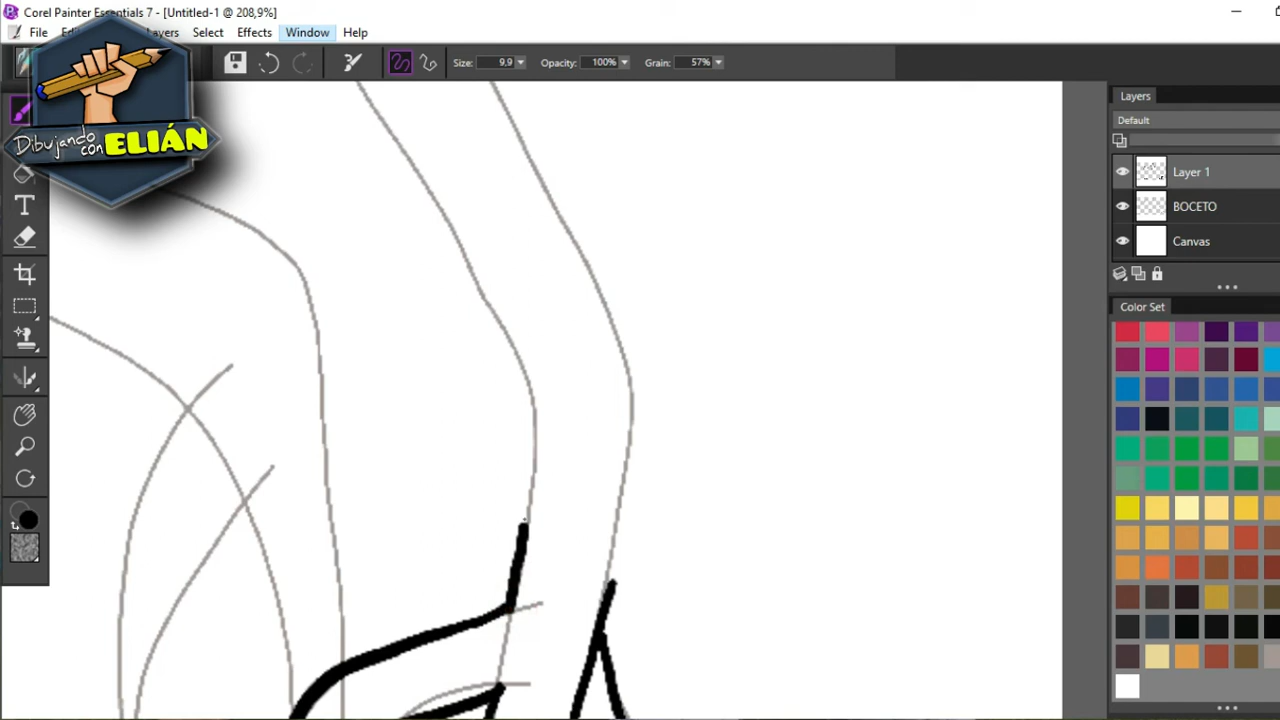 Corel Painter Essentials 7 - [Untitled-1 @ 208,9%]
File
Select Effects Window Help
Size: 9,9 Opacity: 100% Grain: 57%
Dibujando
con ELIÁN
T
Layers
Default
Layer 1
BOCETO
Canvas
Color Set